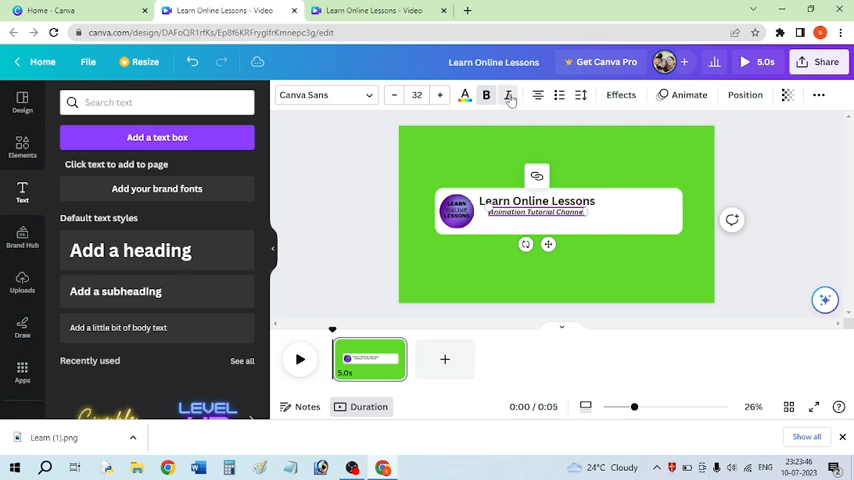 Home - Canva
Learn Online Lessons - Video
Learn Online Lessons - Video
canva.com/design/DAFoQR1rfKs/Ep8f6KRFryglfrKmnepc3g/edit
Home
File
Resize
Learn Online Lessons
Get Canva Pro
5.0s
Share
Canva Sans
32
A
B
I
Effects
Animate
Position
Design
Elements
Text
Brand Hub
Uploads
Draw
Apps
Search text
Add a text box
Click text to add to page
Add your brand fonts
Default text styles
Add a heading
Add a subheading
Add a little bit of body text
Recently used
See all
LEVEL
LEARN
ONLINE
LESSONS
Learn Online Lessons
Animation Tutorial Channe
5.0s
Notes
Duration
0:00 / 0:05
26%
Learn (1).png
Show all
24°C Cloudy
ENG
23:23:46
10-07-2023